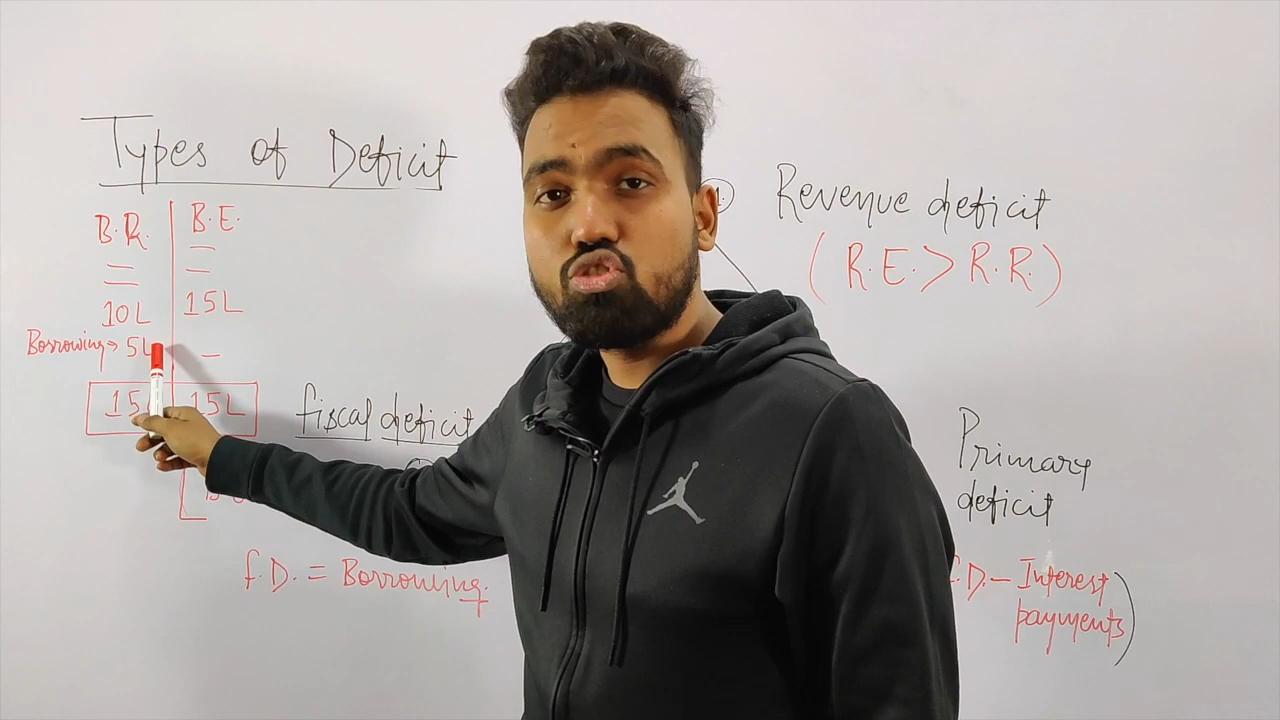 Types of Deficit
B.R. B.E.
10L 15L
Borrowing → 5L –
15 15L
fiscal deficit
f.D. = Borrowing.
1. Revenue deficit
(R.E. > R.R.)
Primary
deficit
f.D. – Interest
payments)